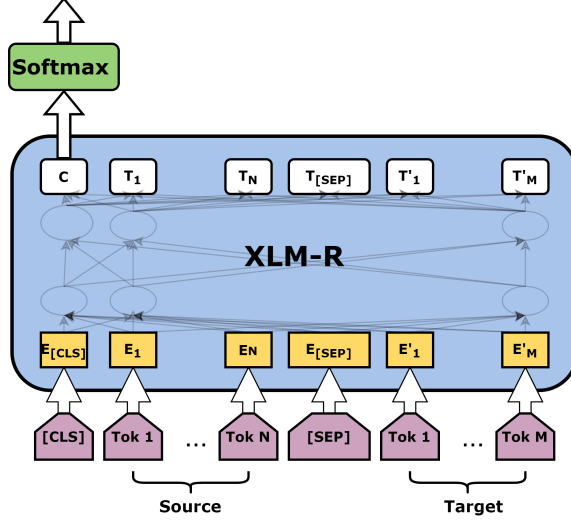 Softmax
C T1 TN T[SEP] T'1 T'M
XLM-R
E[CLS] E1 EN E[SEP] E'1 E'M
[CLS] Tok 1 ... Tok N [SEP] Tok 1 ... Tok M
Source Target